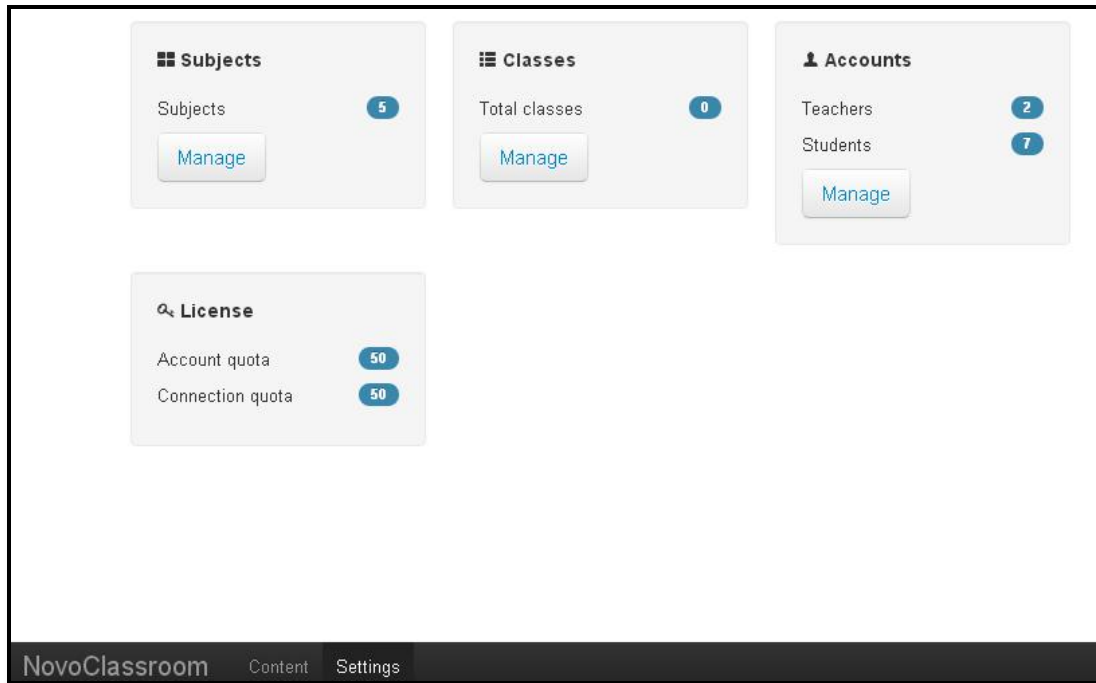 Subjects
Subjects 5
Manage
Classes
Total classes 0
Manage
Accounts
Teachers 2
Students 7
Manage
License
Account quota 50
Connection quota 50
NovoClassroom Content Settings